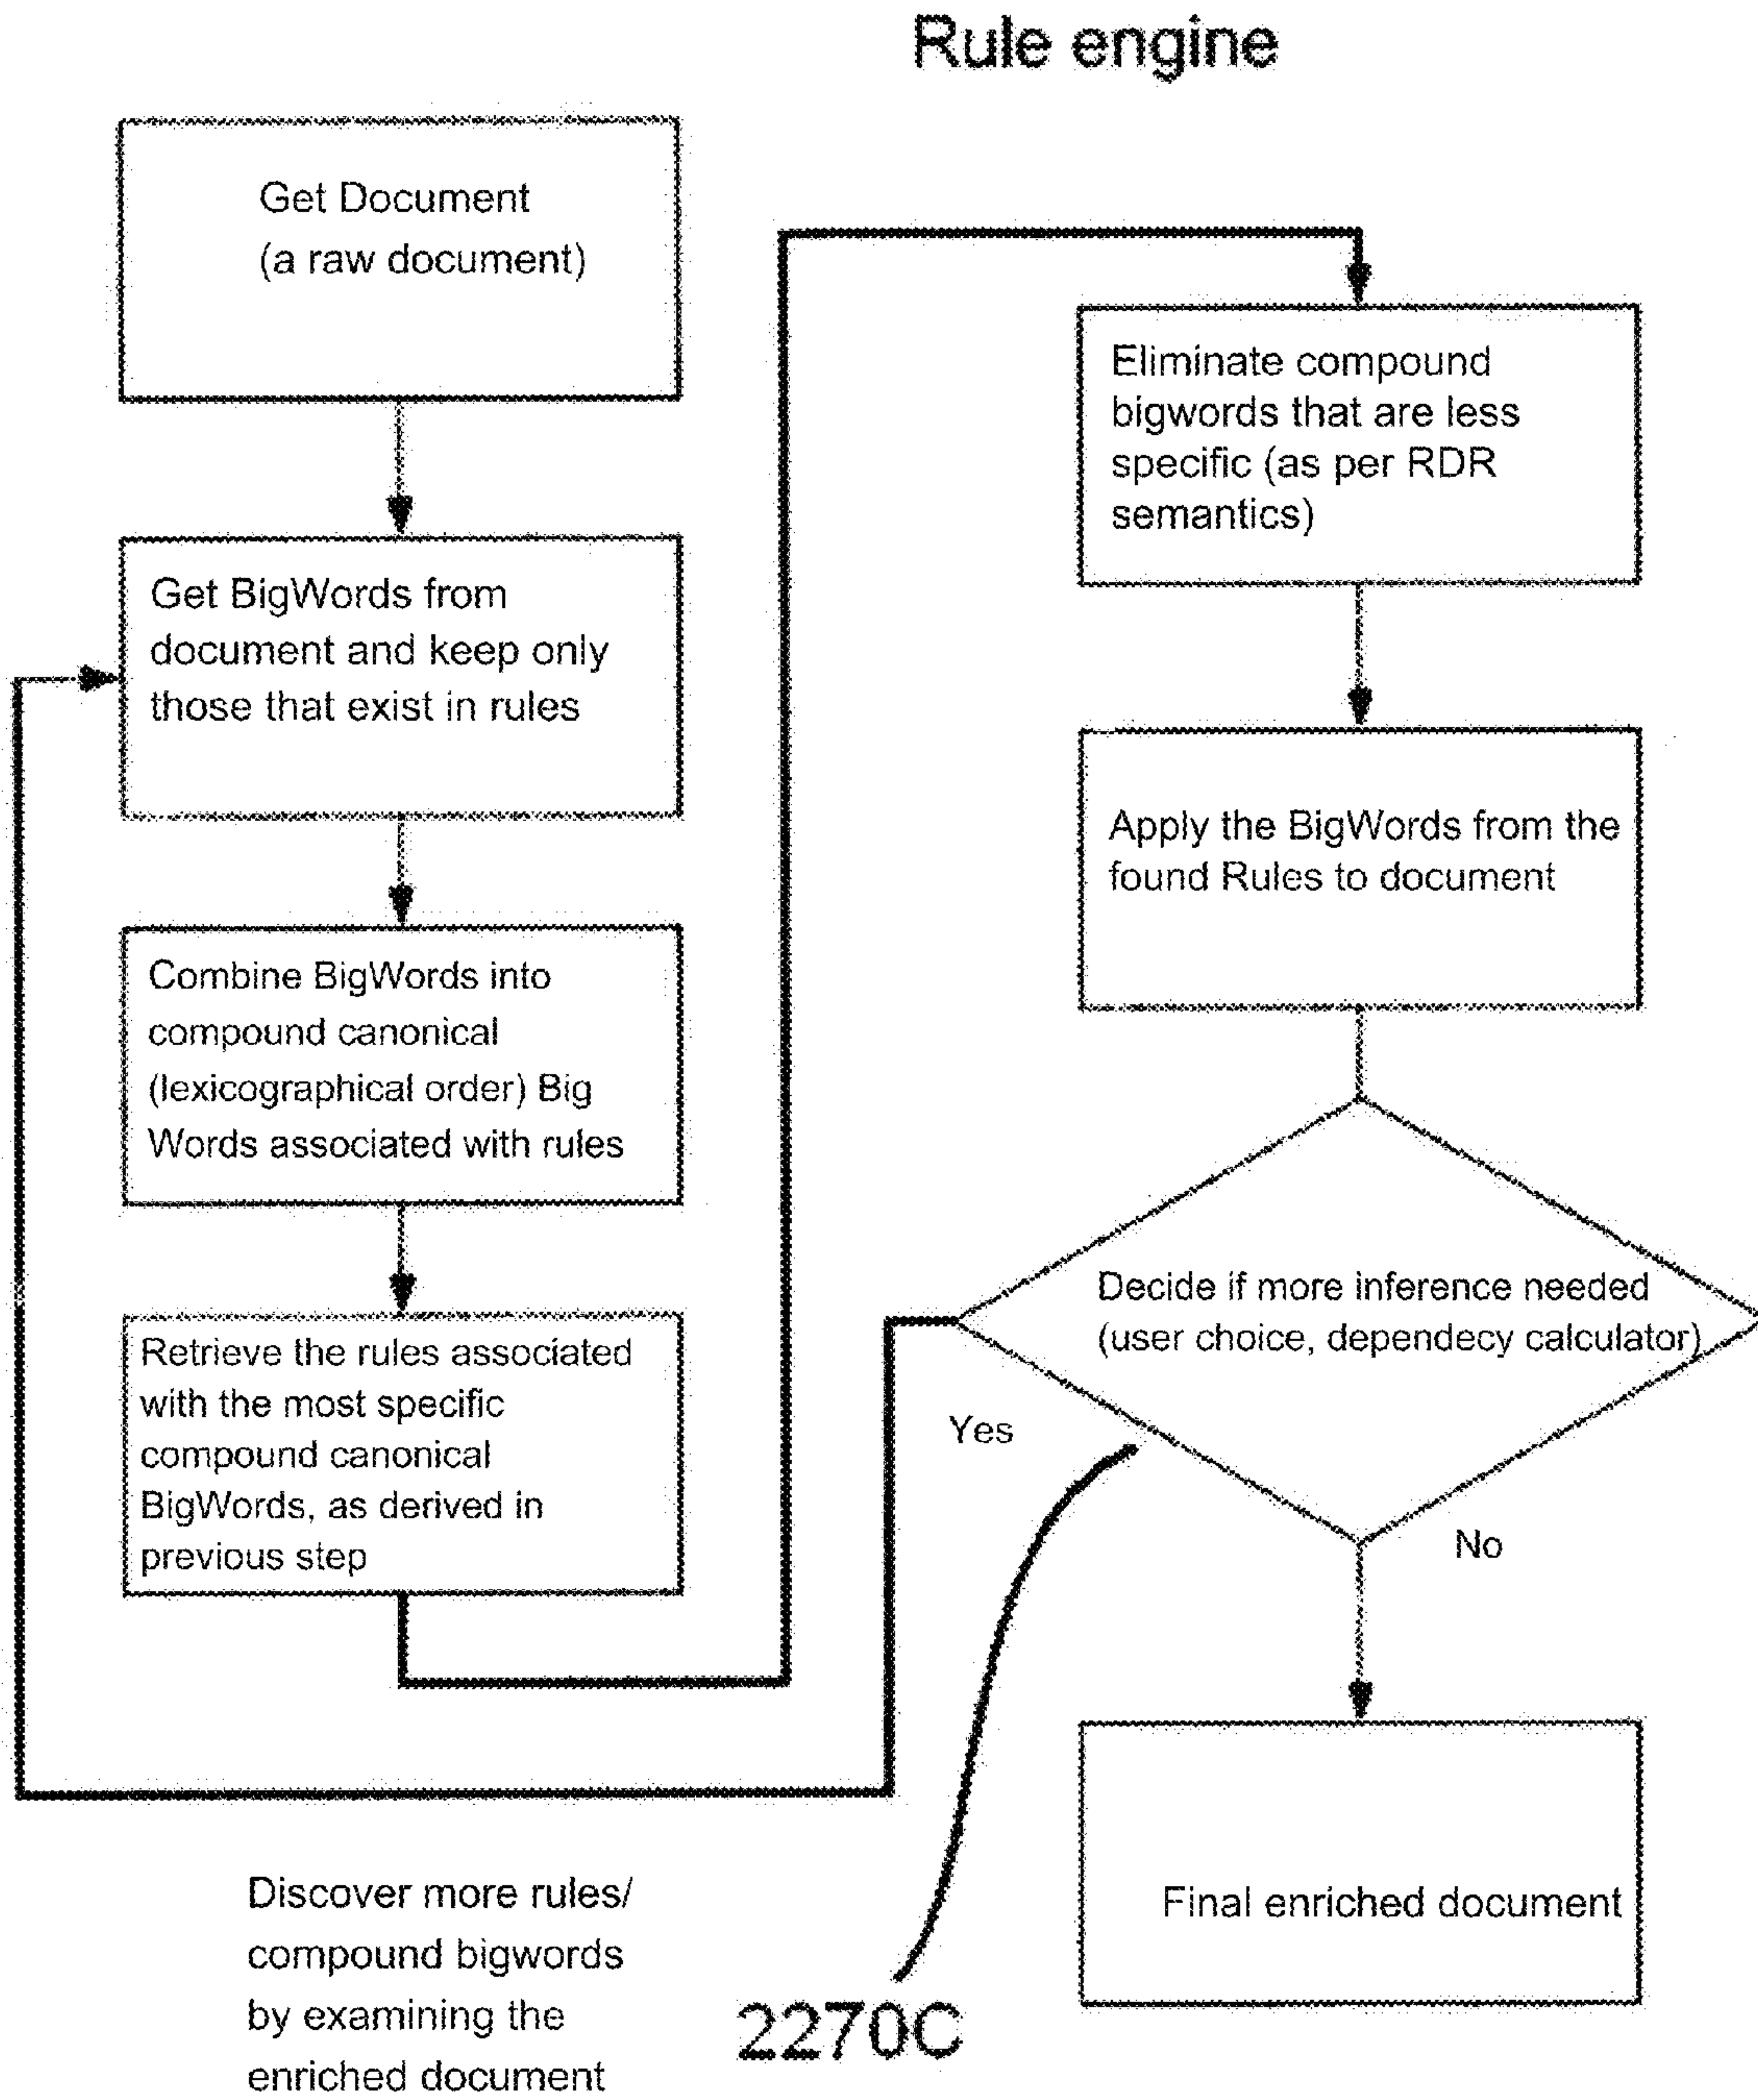 Rule engine
Get Document
(a raw document)
Get BigWords from
document and keep only
those that exist in rules
Combine BigWords into
compound canonical
(lexicographical order) Big
Words associated with rules
Retrieve the rules associated
with the most specific
compound canonical
BigWords, as derived in
previous step
Eliminate compound
bigwords that are less
specific (as per RDR
semantics)
Apply the BigWords from the
found Rules to document
Decide if more inference needed
(user choice, dependecy calculator)
Yes
No
Final enriched document
Discover more rules/
compound bigwords
by examining the
enriched document
2270C